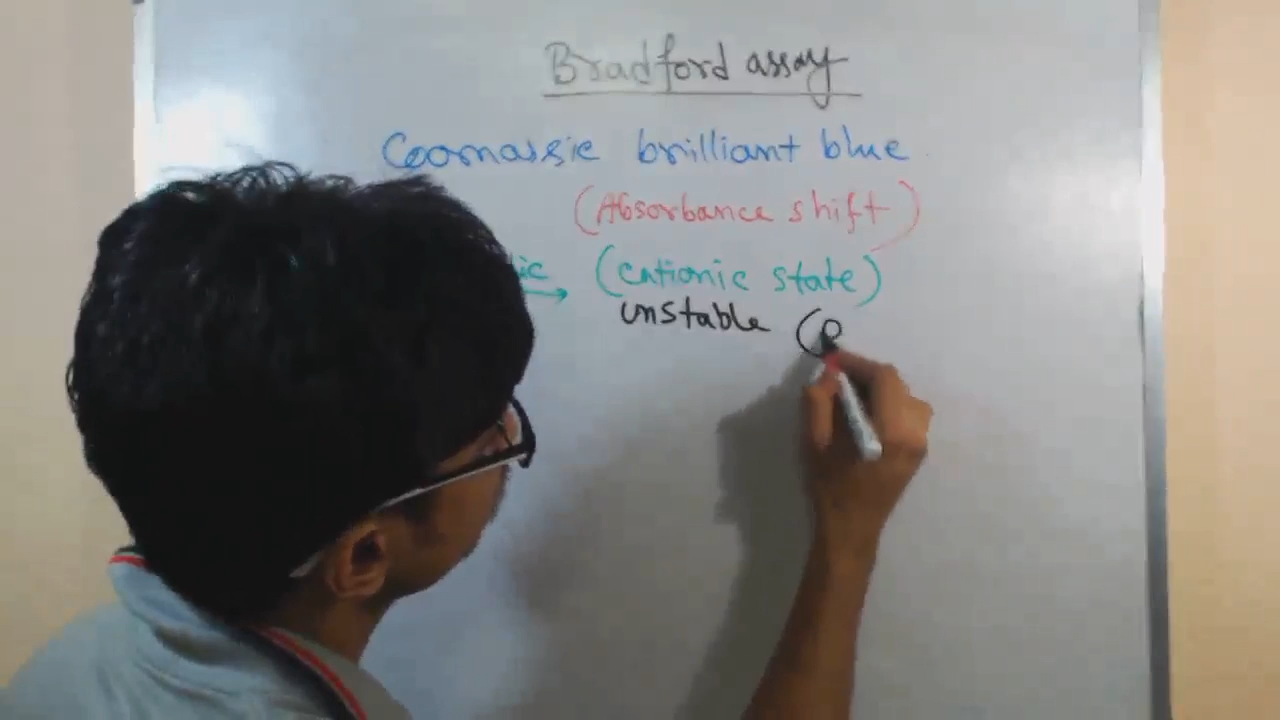 Bradford assay
Coomassie brilliant blue
(Absorbance shift)
(cationic state)
unstable (